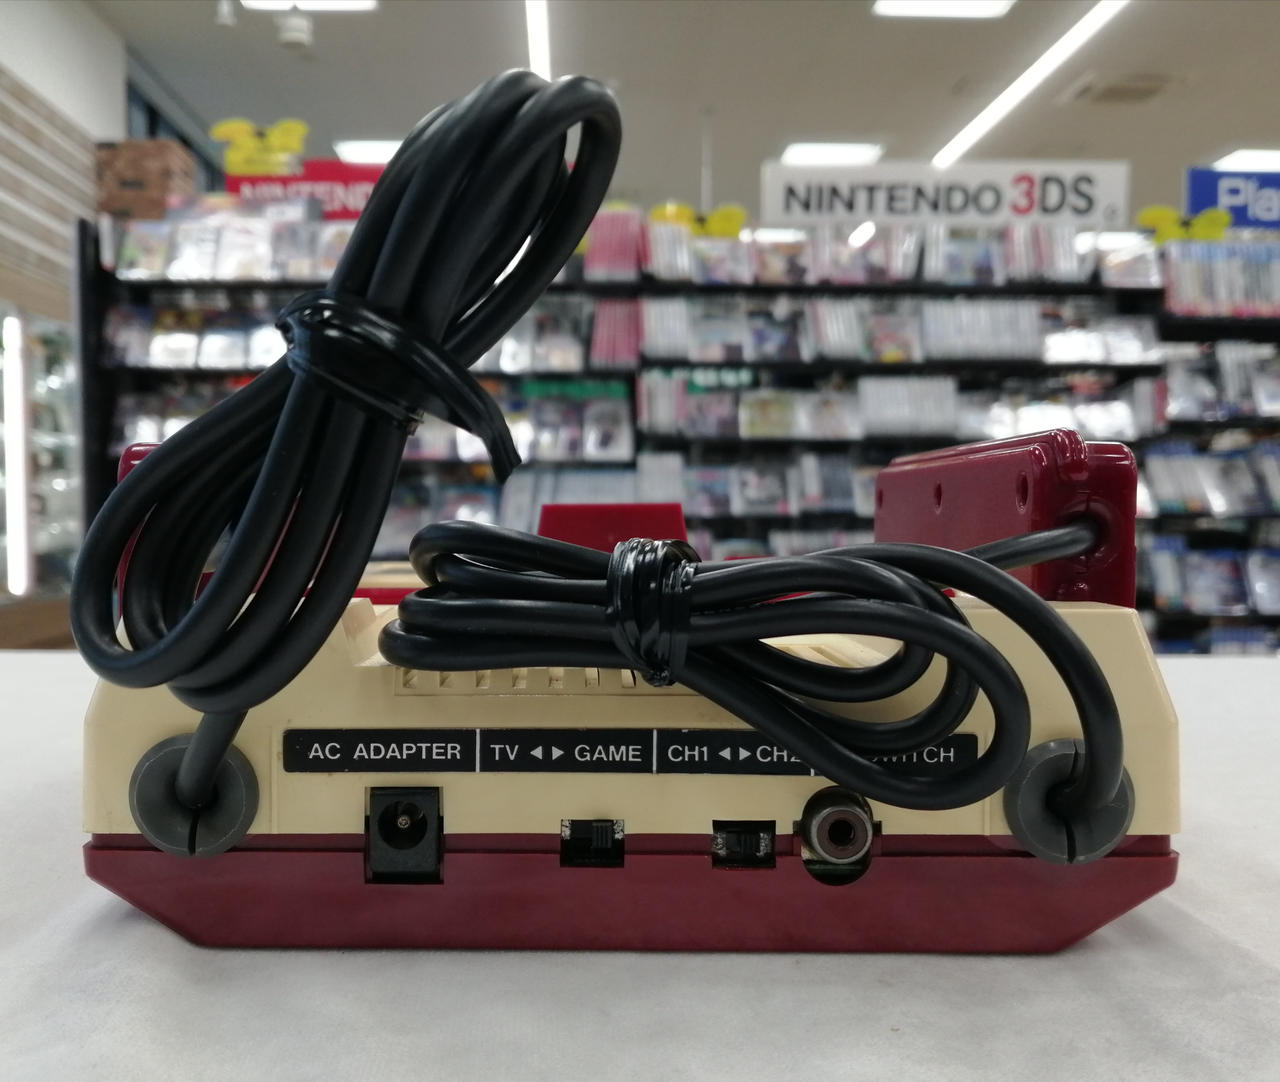 NINTENDO 3DS
AC ADAPTER
TV ◄► GAME
CH1 ◄► CH2